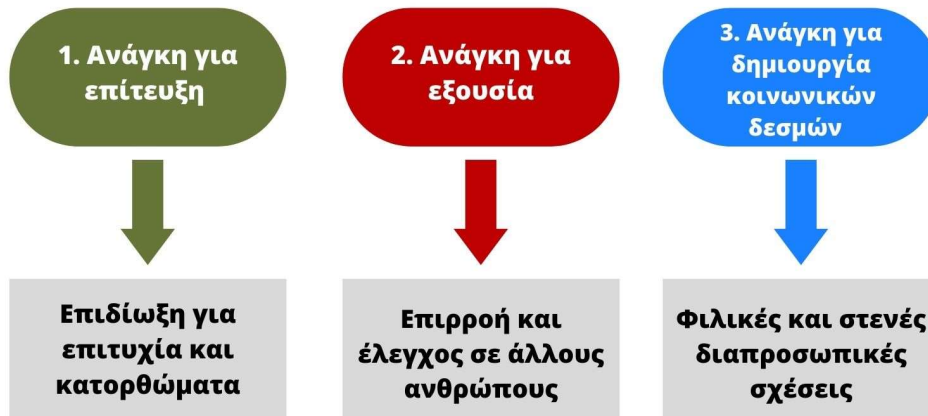 1. Ανάγκη για
επίτευξη
2. Ανάγκη για
εξουσία
3. Ανάγκη για
δημιουργία
κοινωνικών
δεσμών
Επιδίωξη για
επιτυχία και
κατορθώματα
Επιρροή και
έλεγχος σε άλλους
ανθρώπους
Φιλικές και στενές
διαπροσωπικές
σχέσεις